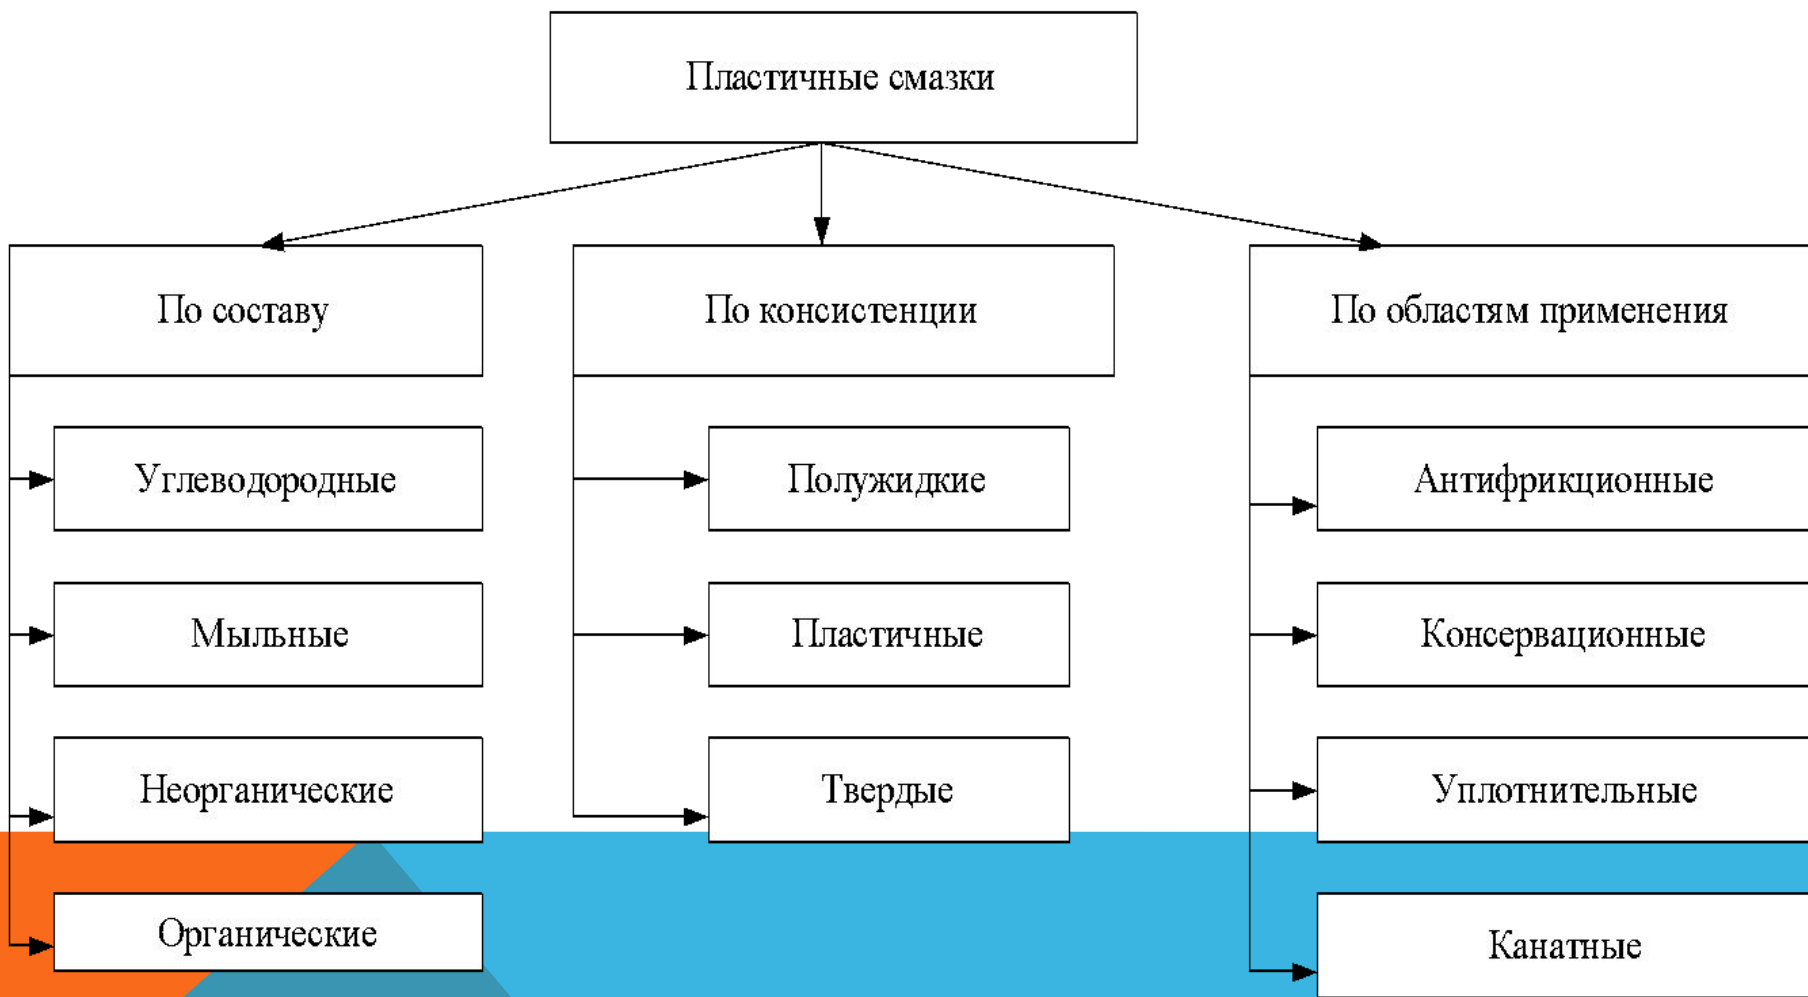 Пластичные смазки
По составу
Углеводородные
Мыльные
Неорганические
Органические
По консистенции
Полужидкие
Пластичные
Твердые
По областям применения
Антифрикционные
Консервационные
Уплотнительные
Канатные